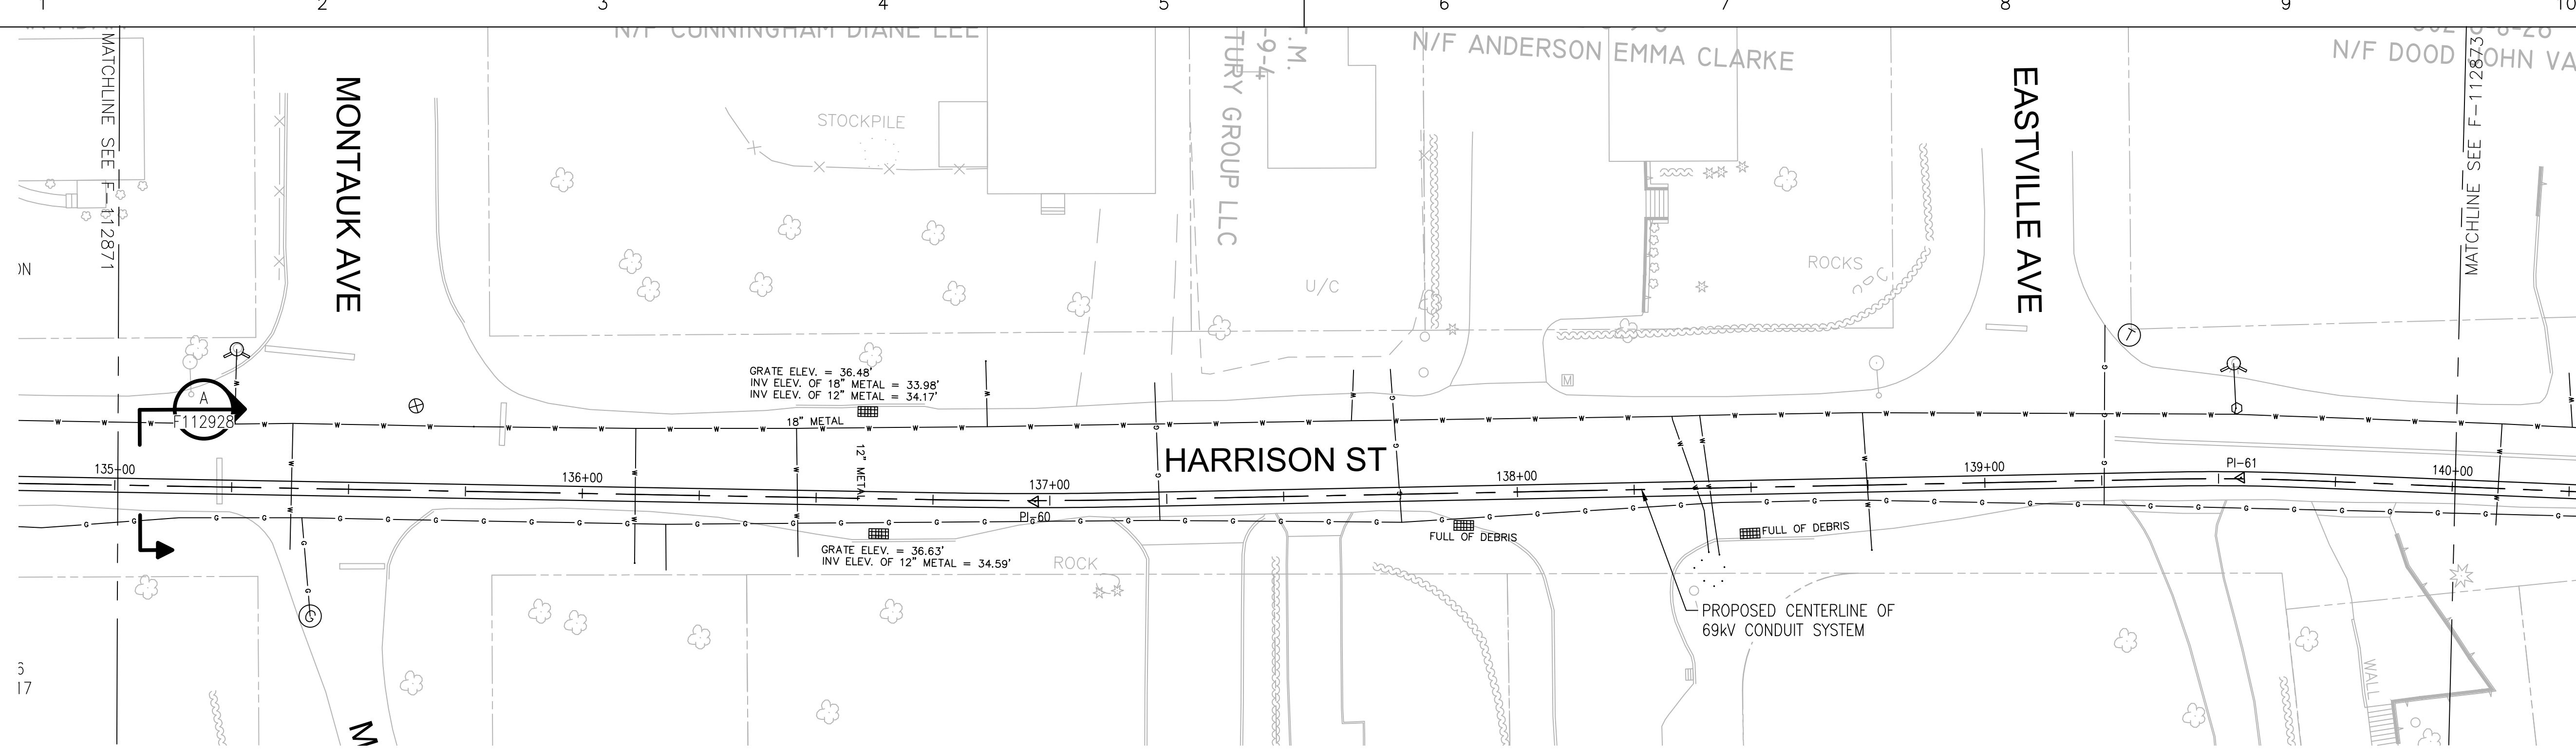 1 2 3 4 5 6 7 8 9 10
N/F CUNNINGHAM DIANE LEE
N/F ANDERSON EMMA CLARKE
N/F DOOD JOHN VA
MATCHLINE SEE F-112871
MONTAUK AVE
STOCKPILE
TURY GROUP LLC
-9-4
T.M.
EASTVILLE AVE
MATCHLINE SEE F-112873
ROCKS
U/C
GRATE ELEV. = 36.48'
INV ELEV. OF 18" METAL = 33.98'
INV ELEV. OF 12" METAL = 34.17'
M
T
A
F112928
18" METAL
12" METAL
HARRISON ST
135+00
136+00
137+00
138+00
139+00
PI-61
140+00
PI-60
FULL OF DEBRIS
FULL OF DEBRIS
GRATE ELEV. = 36.63'
INV ELEV. OF 12" METAL = 34.59'
ROCK
G
PROPOSED CENTERLINE OF
69kV CONDUIT SYSTEM
WALL
17